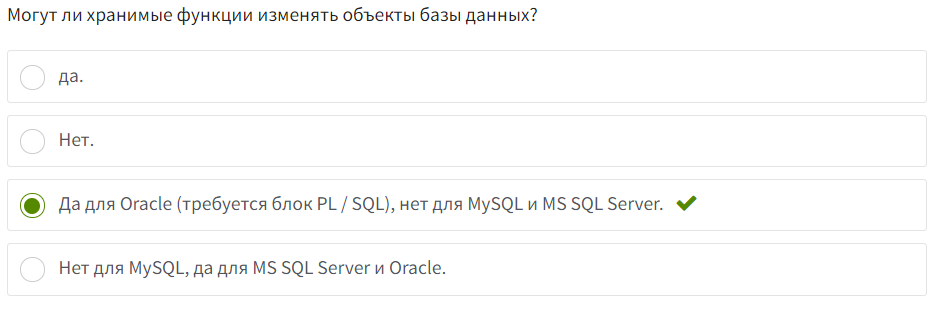 Могут ли хранимые функции изменять объекты базы данных?
да.
Нет.
Да для Oracle (требуется блок PL / SQL), нет для MySQL и MS SQL Server.
Нет для MySQL, да для MS SQL Server и Oracle.